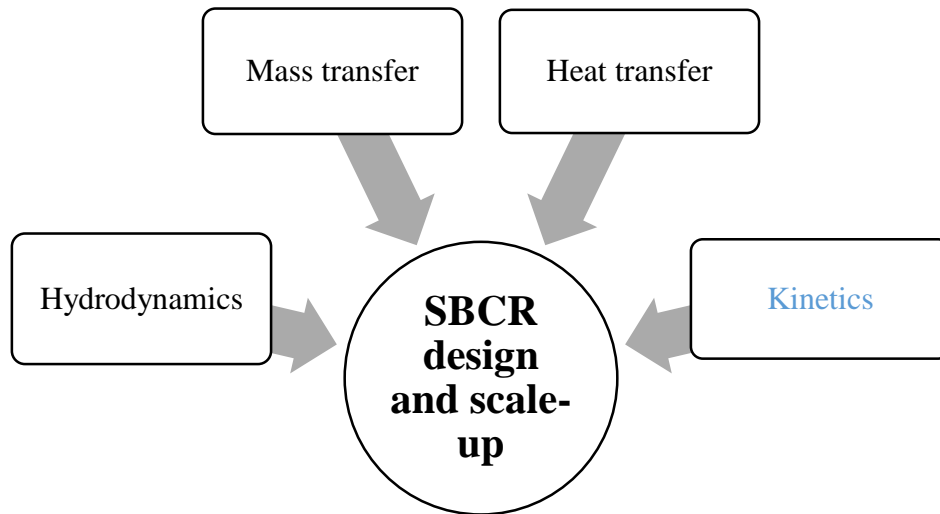 Mass transfer
Heat transfer
Hydrodynamics
Kinetics
SBCR
design
and scale-
up